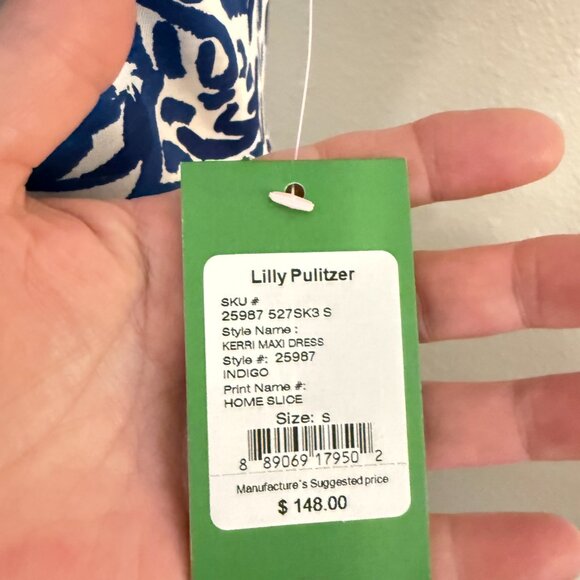 Lilly Pulitzer
SKU #
25987 527SK3 S
Style Name :
KERRI MAXI DRESS
Style #: 25987
INDIGO
Print Name #:
HOME SLICE
Size: S
8 89069 17950 2
Manufacture's Suggested price
$ 148.00